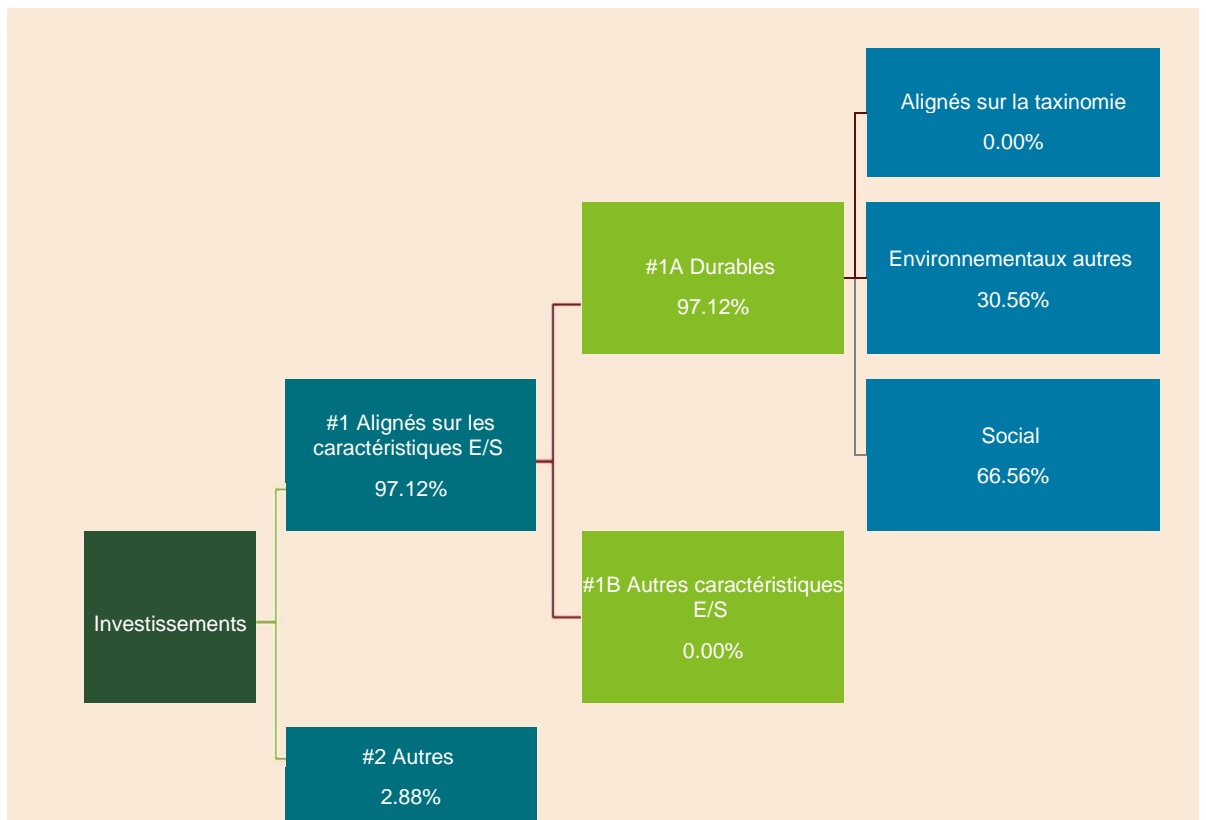 Alignés sur la taxinomie
0.00%
#1A Durables
97.12%
Environnementaux autres
30.56%
#1 Alignés sur les
caractéristiques E/S
97.12%
Social
66.56%
Investissements
#1B Autres caractéristiques
E/S
0.00%
#2 Autres
2.88%